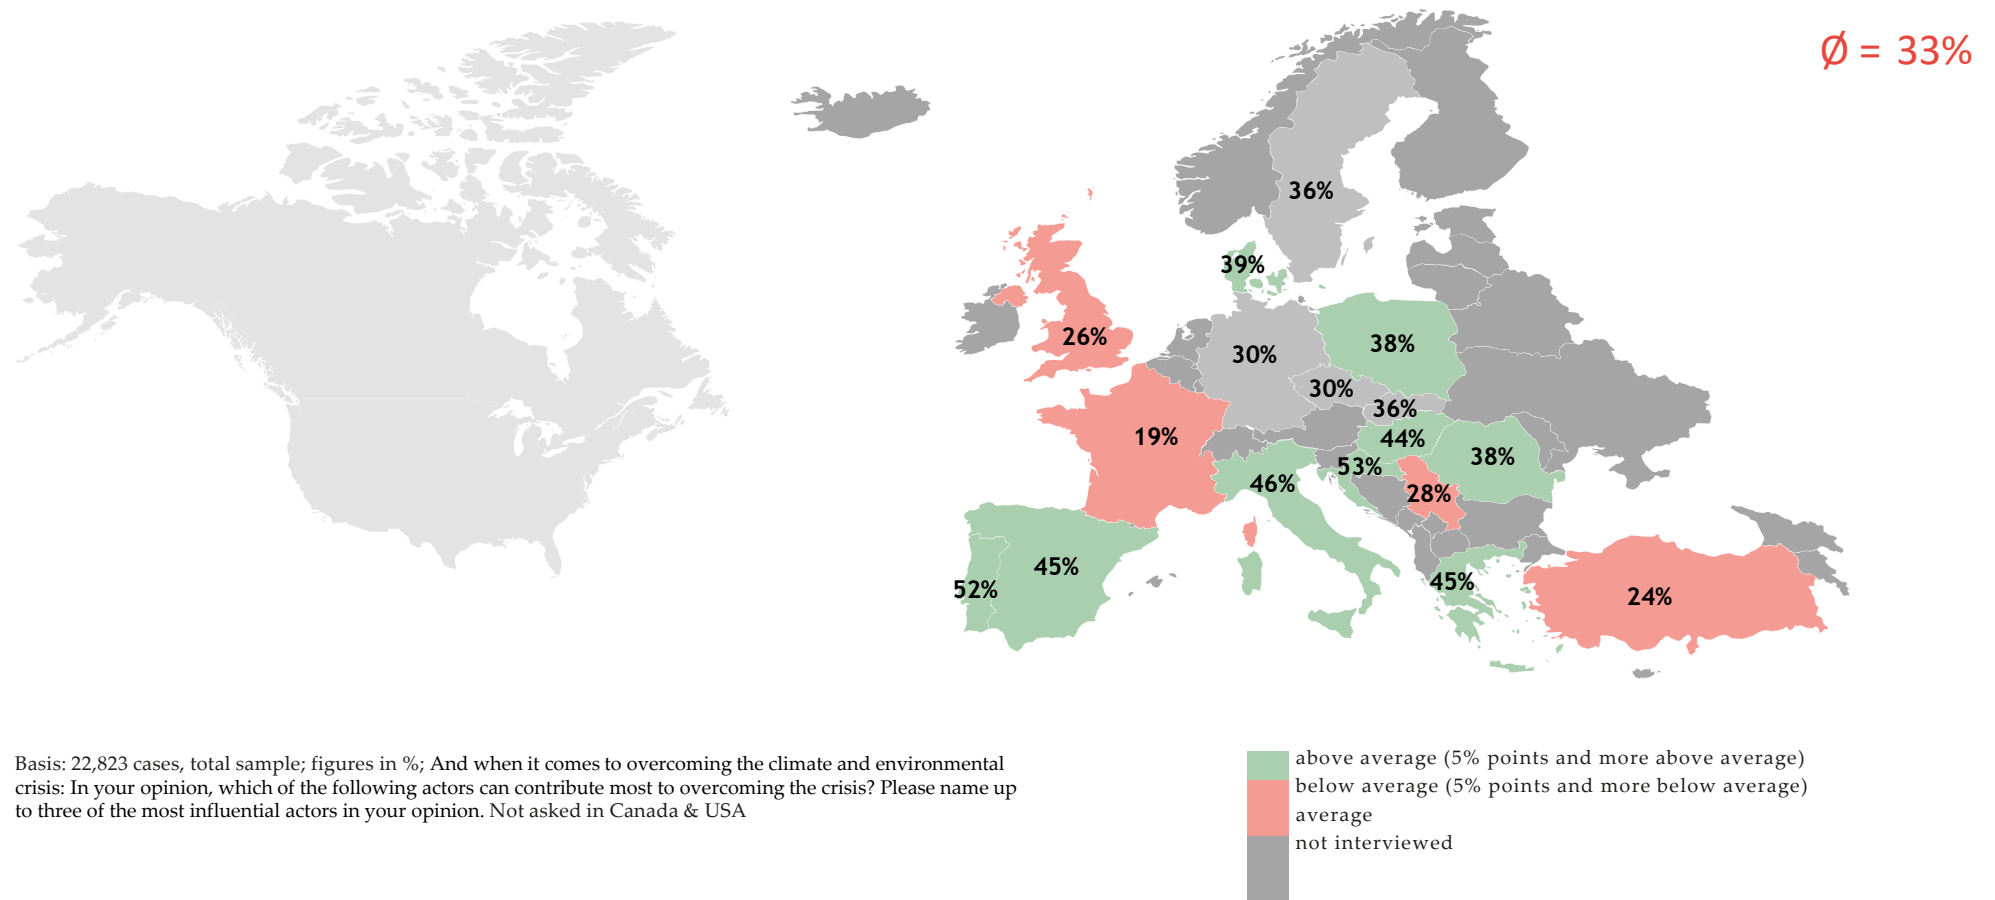 Ø = 33%
36%
39%
26%
38%
30%
30%
36%
19%
44%
38%
53%
46%
28%
45%
52%
45%
24%
Basis: 22,823 cases, total sample; figures in %; And when it comes to overcoming the climate and environmental
crisis: In your opinion, which of the following actors can contribute most to overcoming the crisis? Please name up
to three of the most influential actors in your opinion. Not asked in Canada & USA
above average (5% points and more above average)
below average (5% points and more below average)
average
not interviewed